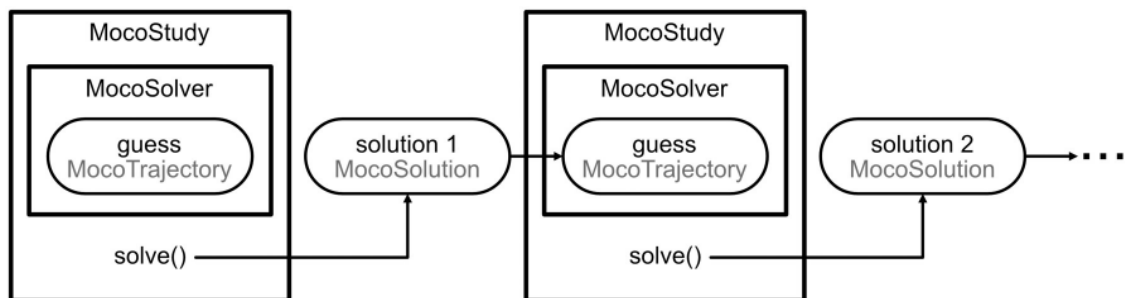 MocoStudy
MocoSolver
guess
MocoTrajectory
solve()
solution 1
MocoSolution
MocoStudy
MocoSolver
guess
MocoTrajectory
solve()
solution 2
MocoSolution
...